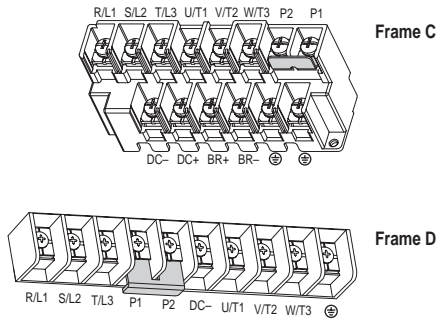 R/L1 S/L2 T/L3 U/T1 V/T2 W/T3 P2 P1
Frame C
DC– DC+ BR+ BR– ⏚ ⏚
Frame D
R/L1 S/L2 T/L3 P1 P2 DC– U/T1 V/T2 W/T3 ⏚